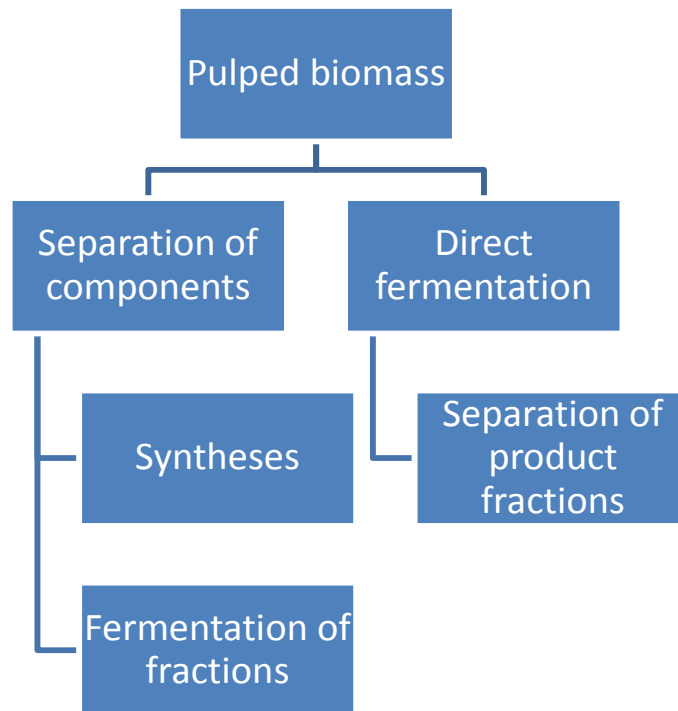 Pulped biomass
Separation of
components
Direct
fermentation
Syntheses
Separation of
product
fractions
Fermentation of
fractions